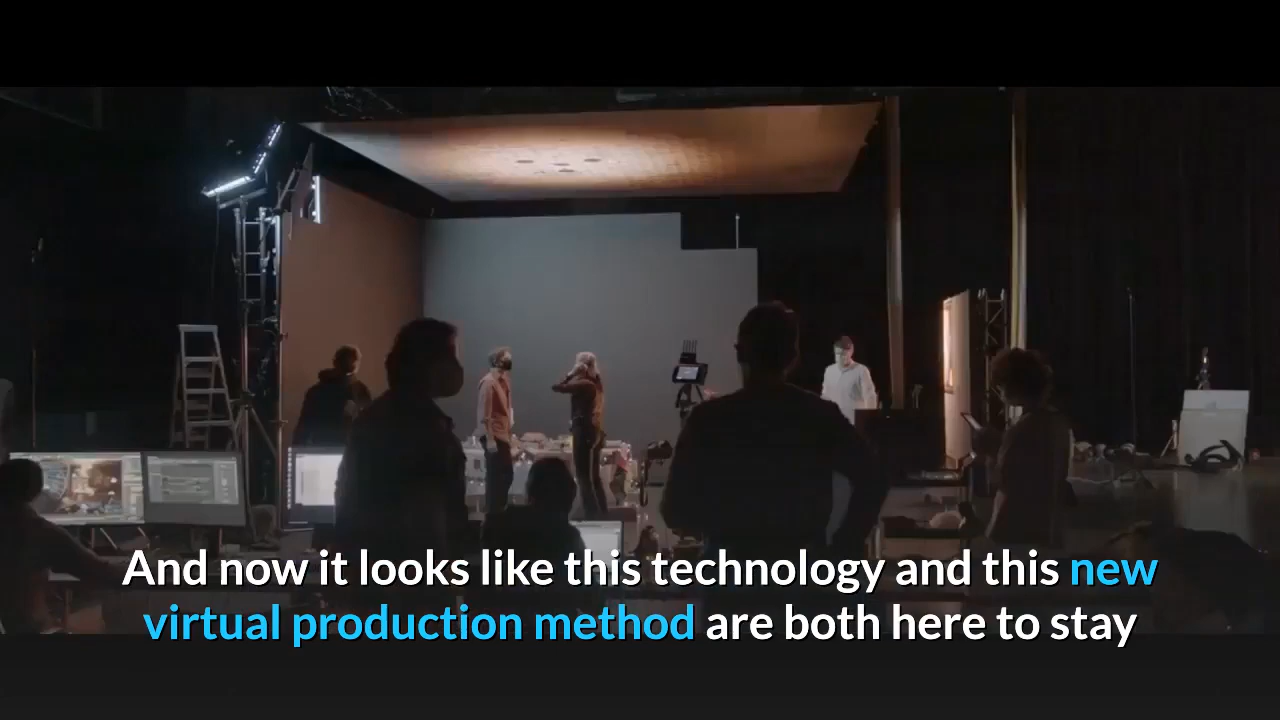 And now it looks like this technology and this new
virtual production method are both here to stay